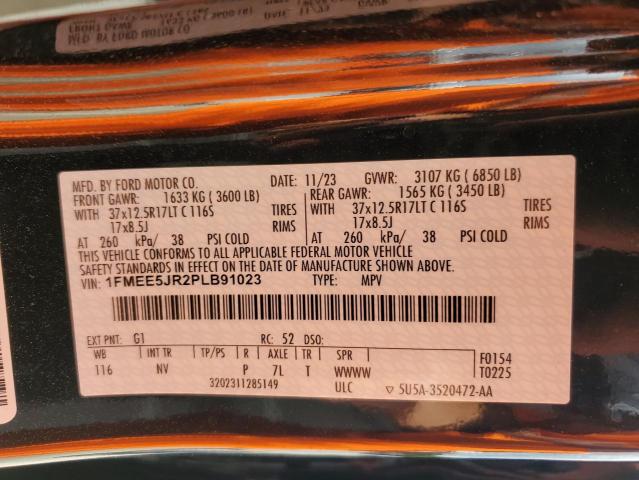 MFD. BY FORD MOTOR CO.
MFD. BY FORD MOTOR CO. DATE: 11/23 GVWR: 3107 KG ( 6850 LB)
FRONT GAWR: 1633 KG ( 3600 LB) REAR GAWR: 1565 KG ( 3450 LB)
WITH 37x12.5R17LT C 116S TIRES WITH 37x12.5R17LT C 116S TIRES
17x8.5J RIMS 17x8.5J RIMS
AT 260 kPa/ 38 PSI COLD AT 260 kPa/ 38 PSI COLD
THIS VEHICLE CONFORMS TO ALL APPLICABLE FEDERAL MOTOR VEHICLE
SAFETY STANDARDS IN EFFECT ON THE DATE OF MANUFACTURE SHOWN ABOVE.
VIN: 1FMEE5JR2PLB91023 TYPE: MPV
EXT PNT: G1 RC: 52 DSO:
WB INT TR TP/PS R AXLE TR SPR F0154
116 NV P 7L T WWWW T0225
3202311285149 ULC ▽ 5U5A-3520472-AA